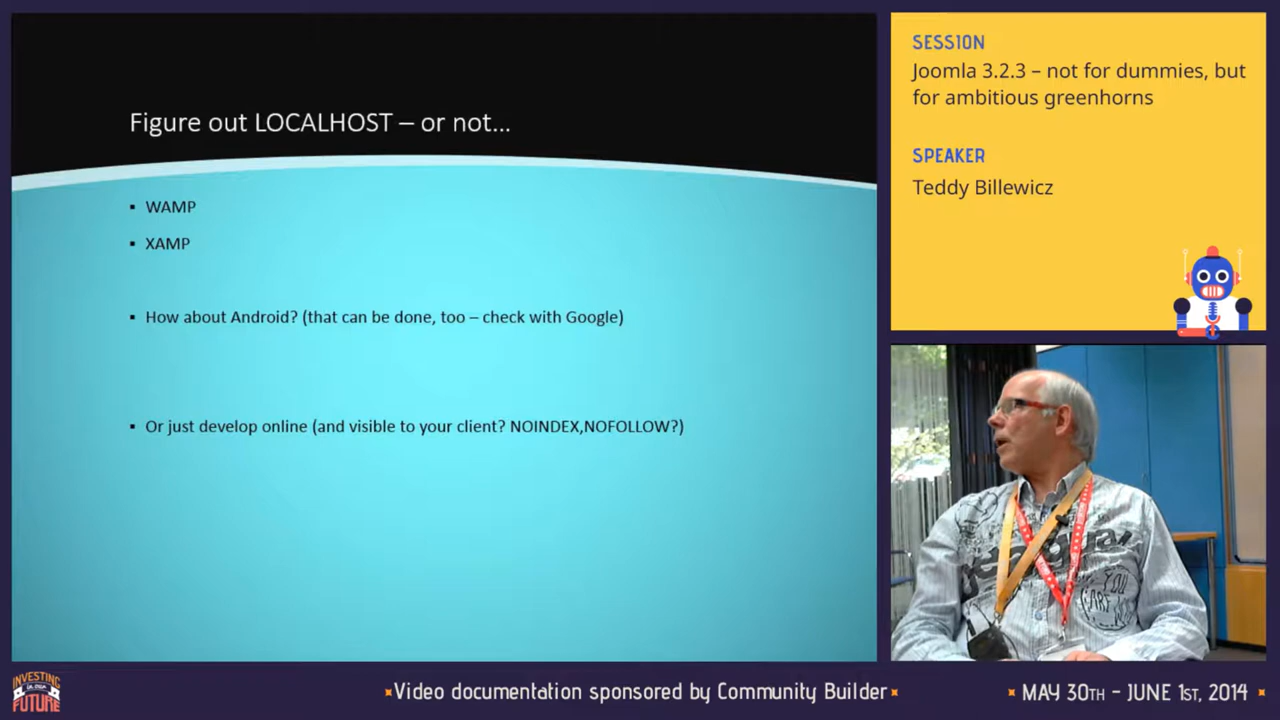 Figure out LOCALHOST – or not...
▪ WAMP
▪ XAMP
▪ How about Android? (that can be done, too – check with Google)
▪ Or just develop online (and visible to your client? NOINDEX,NOFOLLOW?)
SESSION
Joomla 3.2.3 – not for dummies, but
for ambitious greenhorns
SPEAKER
Teddy Billewicz
YOU
INVESTING
IN OUR
FUTURE
Video documentation sponsored by Community Builder
MAY 30TH - JUNE 1ST, 2014